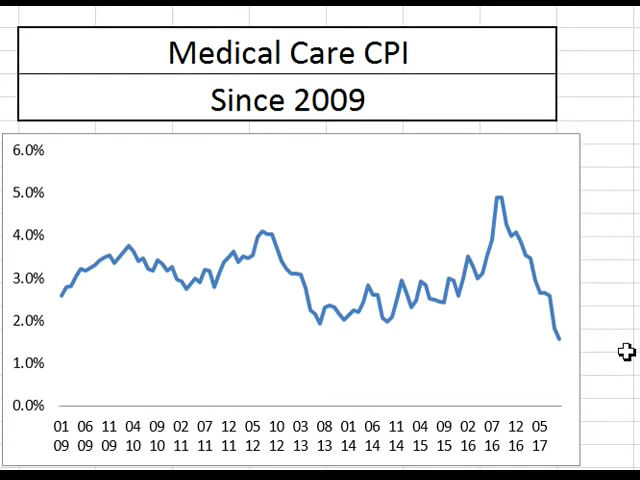 Medical Care CPI
Since 2009
6.0%
5.0%
4.0%
3.0%
2.0%
1.0%
0.0%
01 06 11 04 09 02 07 12 05 10 03 08 01 06 11 04 09 02 07 12 05
09 09 09 10 10 11 11 11 12 12 13 13 14 14 14 15 15 16 16 16 17